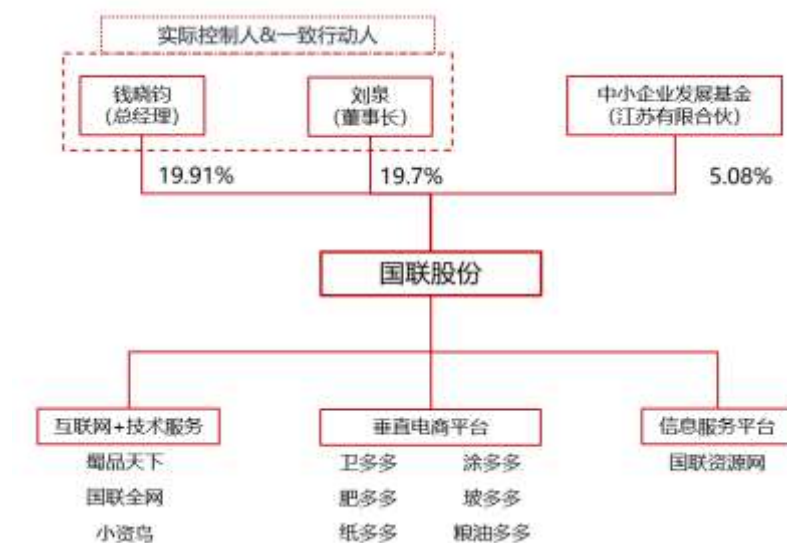 实际控制人&一致行动人
钱晓钧
(总经理)
刘泉
(董事长)
中小企业发展基金
(江苏有限合伙)
19.91%
19.7%
5.08%
国联股份
互联网+技术服务
垂直电商平台
信息服务平台
蜀品天下
卫多多
涂多多
国联资源网
国联全网
肥多多
玻多多
小资鸟
纸多多
粮油多多